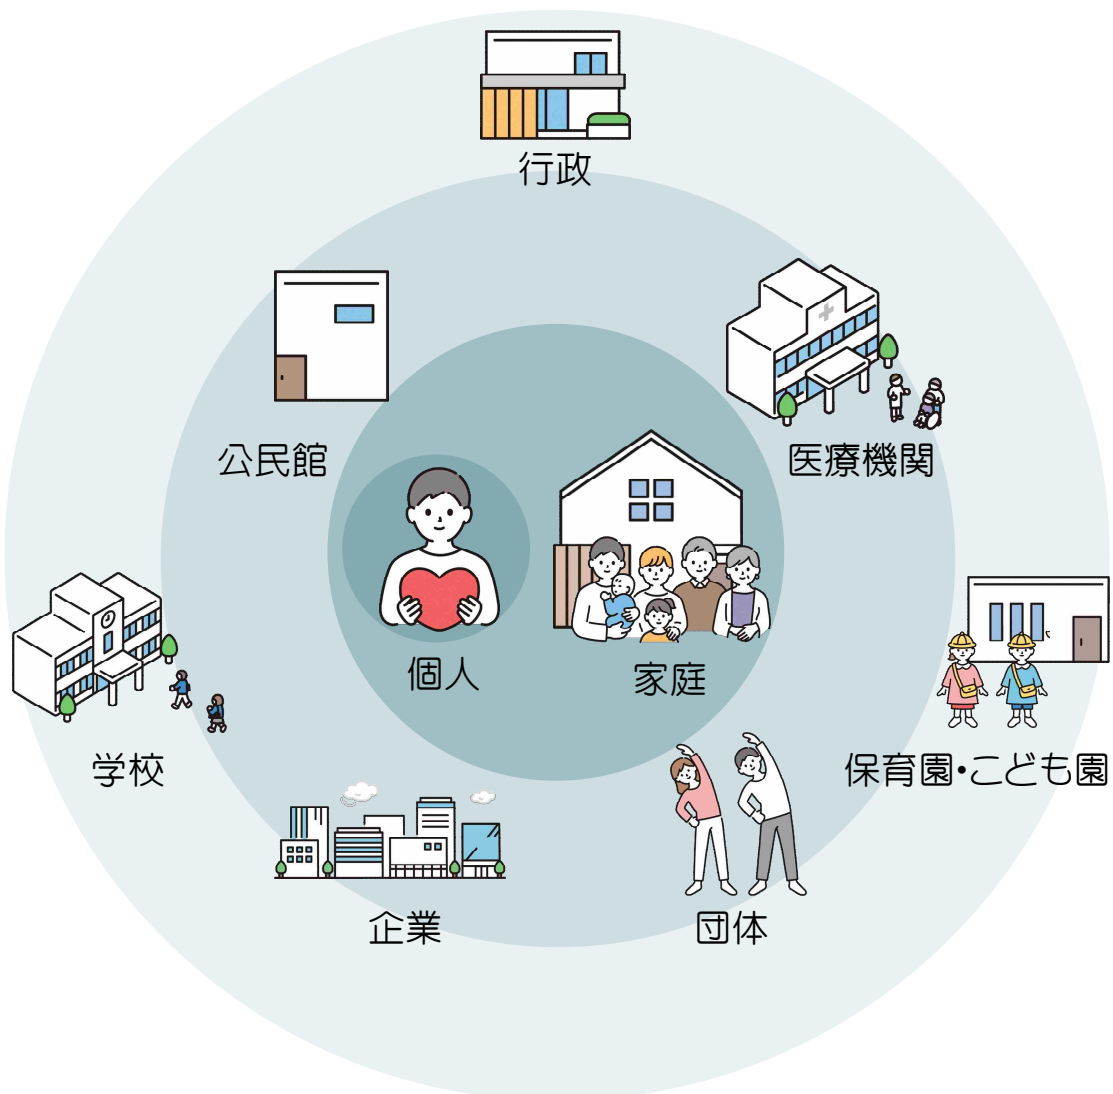 行政
公民館
医療機関
個人
家庭
学校
保育園・こども園
企業
団体